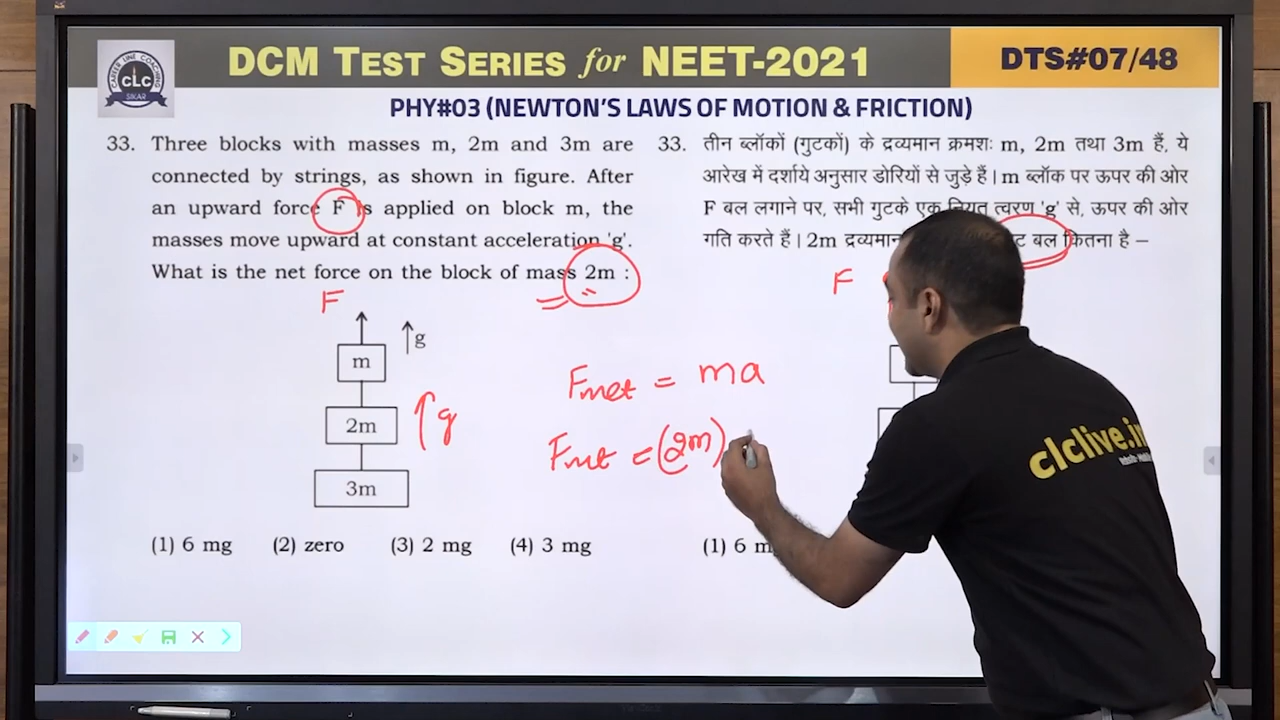 DCM TEST SERIES for NEET-2021
DTS#07/48
CAREER LINE COACHING
CLC
SIKAR
PHY#03 (NEWTON'S LAWS OF MOTION & FRICTION)
33. Three blocks with masses m, 2m and 3m are
connected by strings, as shown in figure. After
an upward force F is applied on block m, the
masses move upward at constant acceleration 'g'.
What is the net force on the block of mass 2m :
F
g
m
2m
g
3m
(1) 6 mg (2) zero (3) 2 mg (4) 3 mg
Fnet = ma
Fnet = (2m)
33. तीन ब्लॉकों (गुटकों) के द्रव्यमान क्रमशः m, 2m तथा 3m हैं, ये
आरेख में दर्शाये अनुसार डोरियों से जुड़े हैं। m ब्लॉक पर ऊपर की ओर
F बल लगाने पर, सभी गुटके एक नियत त्वरण 'g' से, ऊपर की ओर
गति करते हैं। 2m द्रव्यमान बल कितना है –
F
(1) 6 m
clclive.in